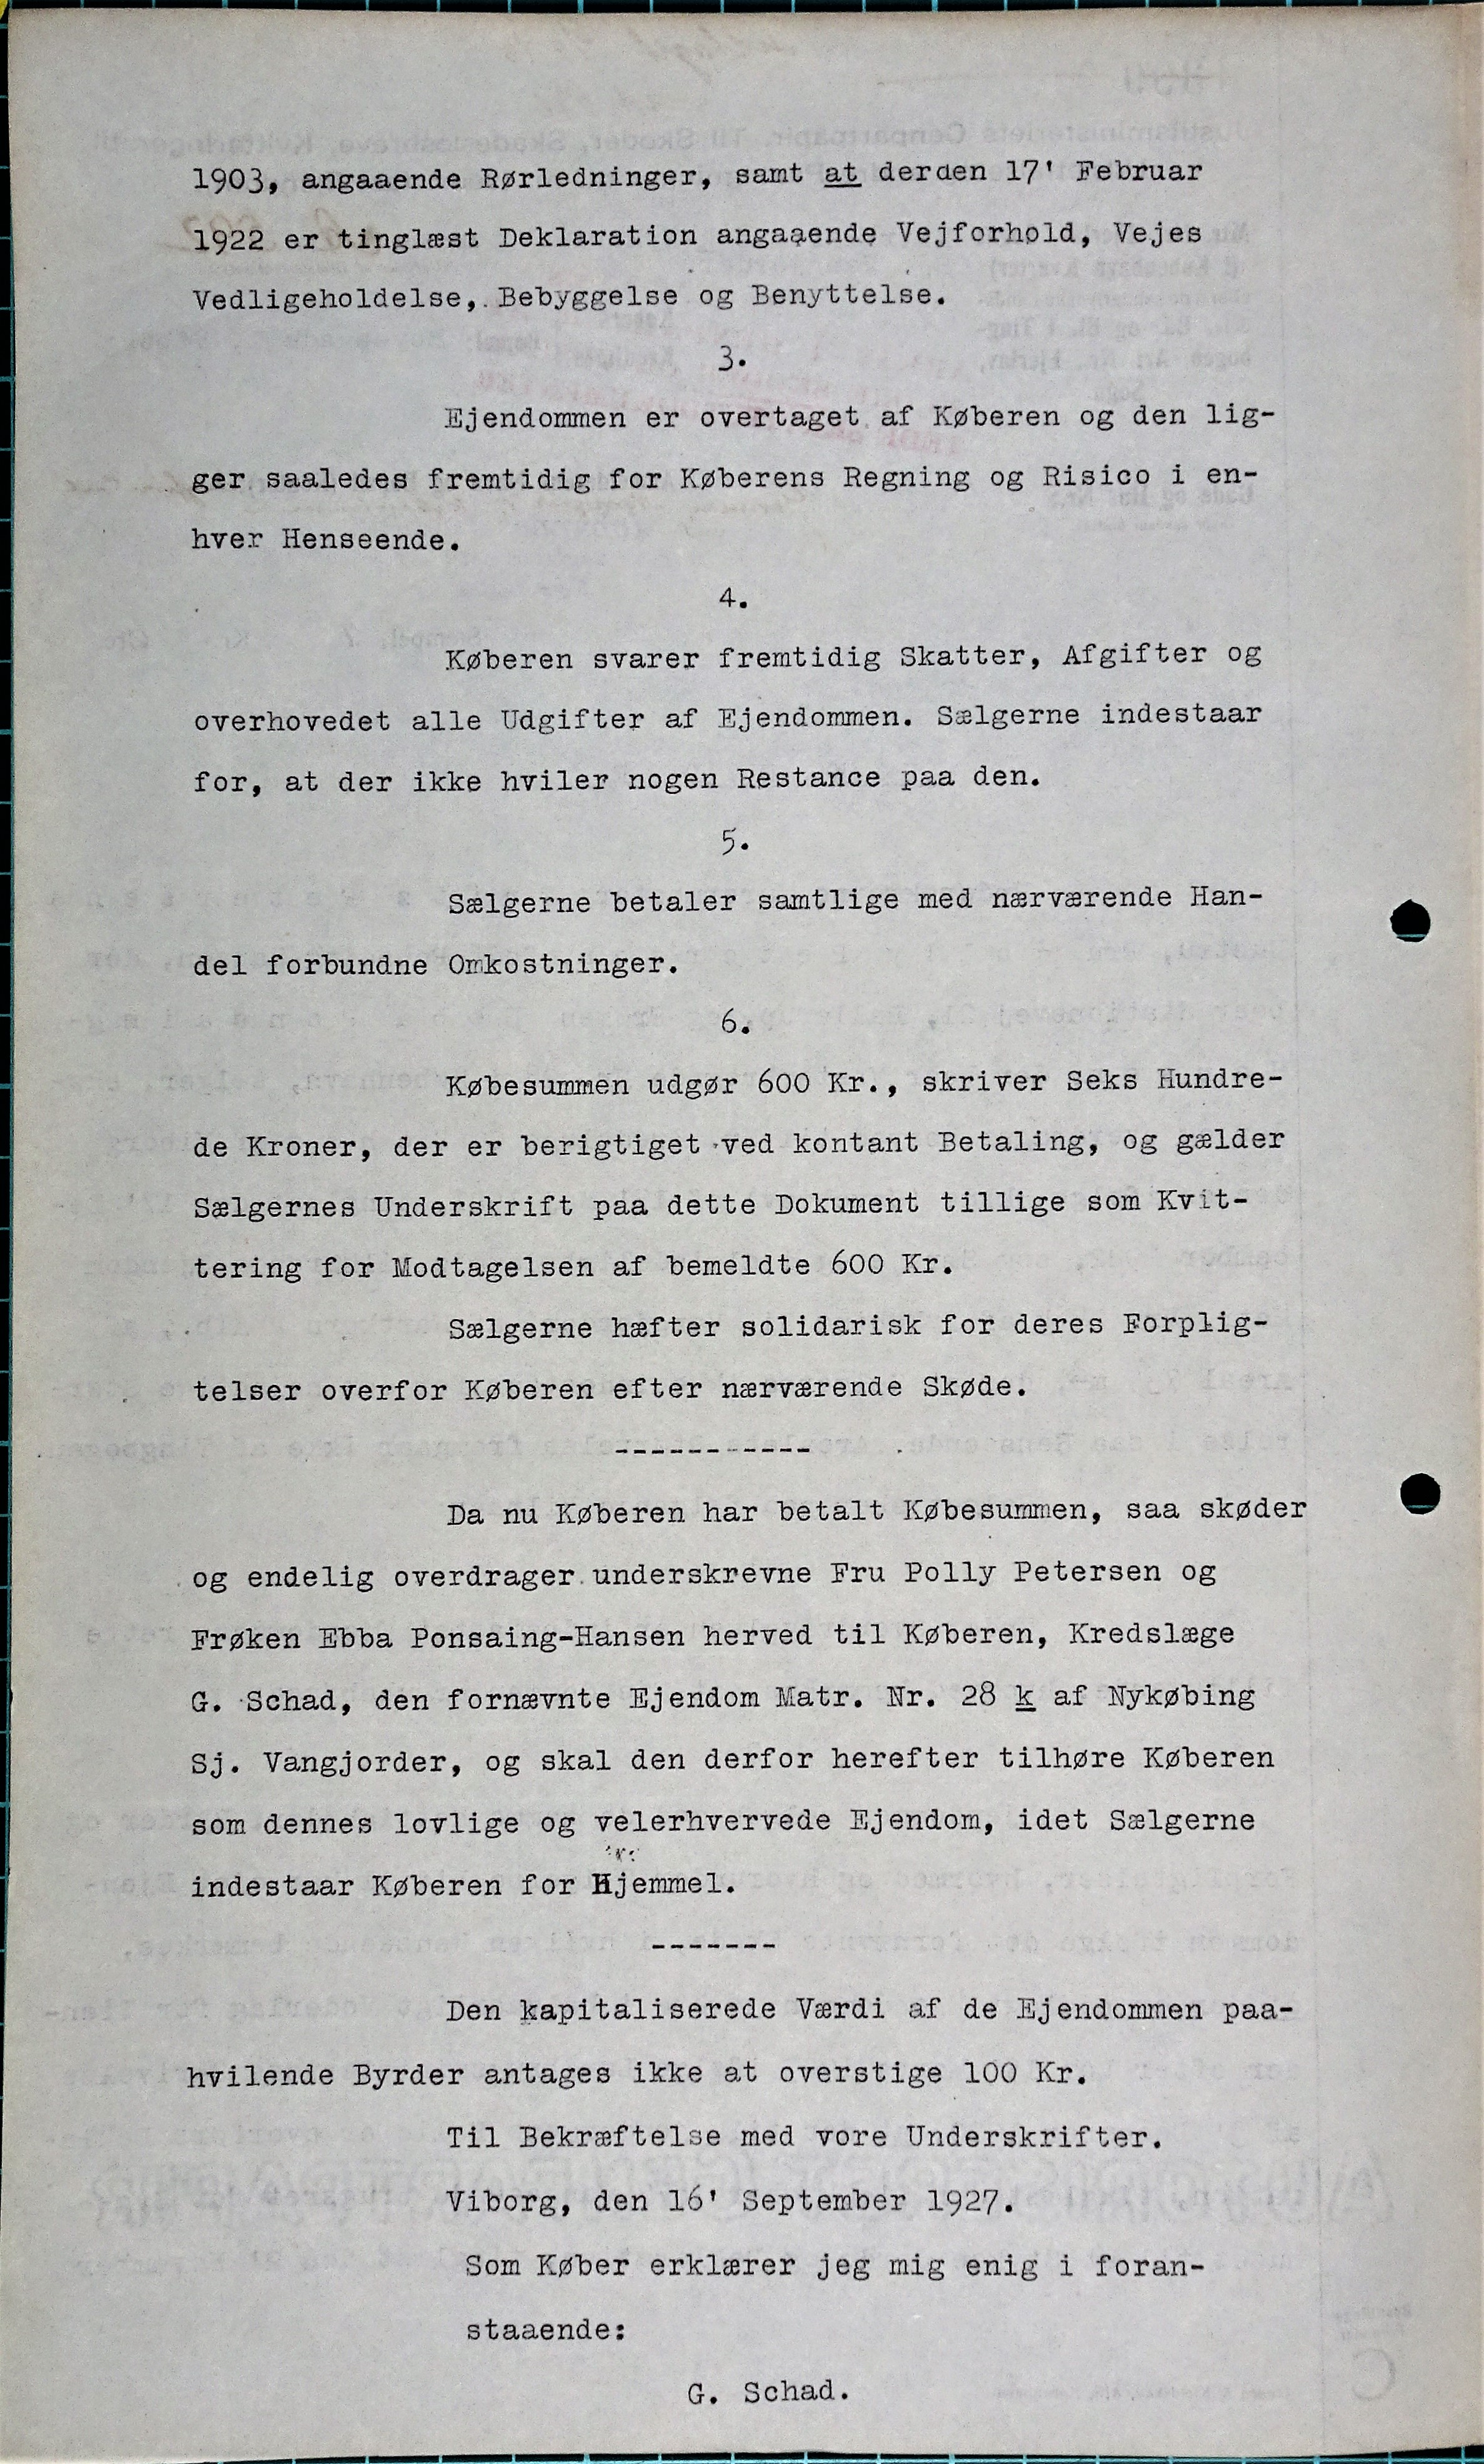 1903, angaaende Rørledninger, samt at derden 17' Februar
1922 er tinglæst Deklaration angaaende Vejforhold, Vejes
Vedligeholdelse, Bebyggelse og Benyttelse.
3.
Ejendommen er overtaget af Køberen og den lig-
ger saaledes fremtidig for Køberens Regning og Risico i en-
hver Henseende.
4.
Køberen svarer fremtidig Skatter, Afgifter og
overhovedet alle Udgifter af Ejendommen. Sælgerne indestaar
for, at der ikke hviler nogen Restance paa den.
5.
Sælgerne betaler samtlige med nærværende Han-
del forbundne Omkostninger.
6.
Købesummen udgør 600 Kr., skriver Seks Hundre-
de Kroner, der er berigtiget ved kontant Betaling, og gælder
Sælgernes Underskrift paa dette Dokument tillige som Kvit-
tering for Modtagelsen af bemeldte 600 Kr.
Sælgerne hæfter solidarisk for deres Forplig-
telser overfor Køberen efter nærværende Skøde.
-----------
Da nu Køberen har betalt Købesummen, saa skøder
og endelig overdrager underskrevne Fru Polly Petersen og
Frøken Ebba Ponsaing-Hansen herved til Køberen, Kredslæge
G. Schad, den fornævnte Ejendom Matr. Nr. 28 k af Nykøbing
Sj. Vangjorder, og skal den derfor herefter tilhøre Køberen
som dennes lovlige og velerhvervede Ejendom, idet Sælgerne
indestaar Køberen for Hjemmel.
-------
Den kapitaliserede Værdi af de Ejendommen paa-
hvilende Byrder antages ikke at overstige 100 Kr.
Til Bekræftelse med vore Underskrifter.
Viborg, den 16' September 1927.
Som Køber erklærer jeg mig enig i foran-
staaende:
G. Schad.